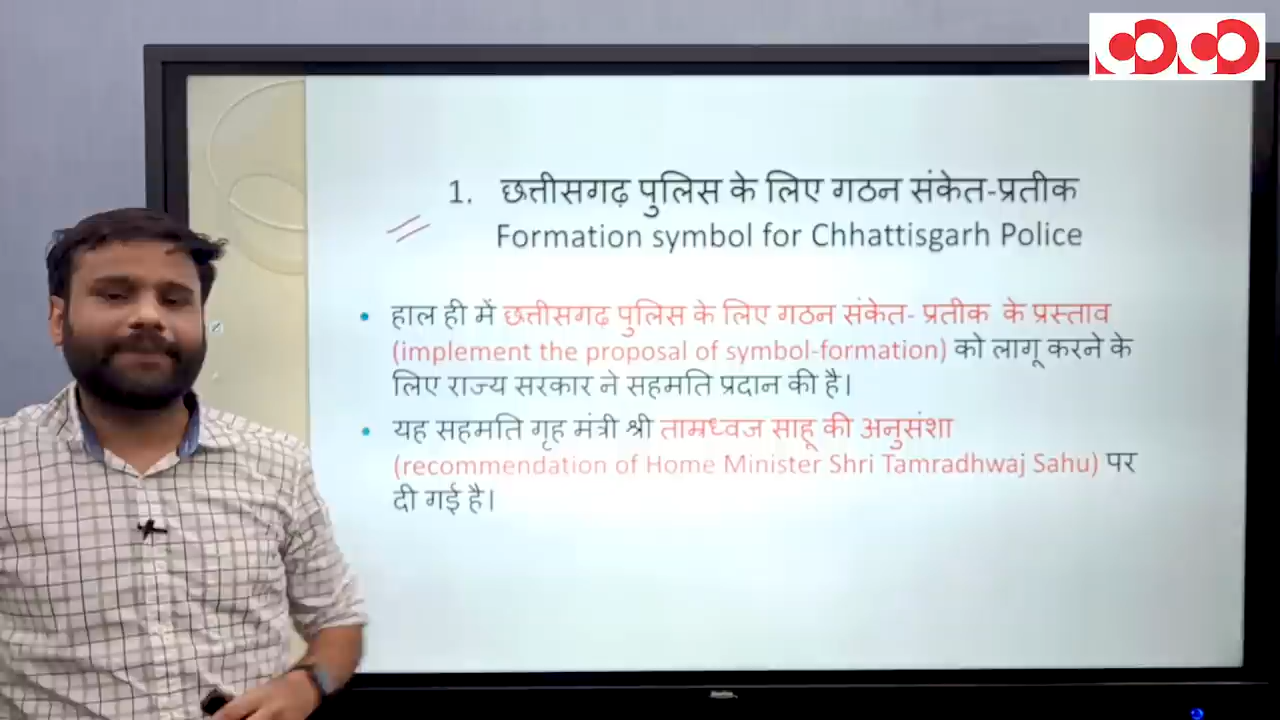 1. छत्तीसगढ़ पुलिस के लिए गठन संकेत-प्रतीक
Formation symbol for Chhattisgarh Police
• हाल ही में छत्तीसगढ़ पुलिस के लिए गठन संकेत- प्रतीक के प्रस्ताव
(implement the proposal of symbol-formation) को लागू करने के
लिए राज्य सरकार ने सहमति प्रदान की है।
• यह सहमति गृह मंत्री श्री ताम्रध्वज साहू की अनुसंशा
(recommendation of Home Minister Shri Tamradhwaj Sahu) पर
दी गई है।